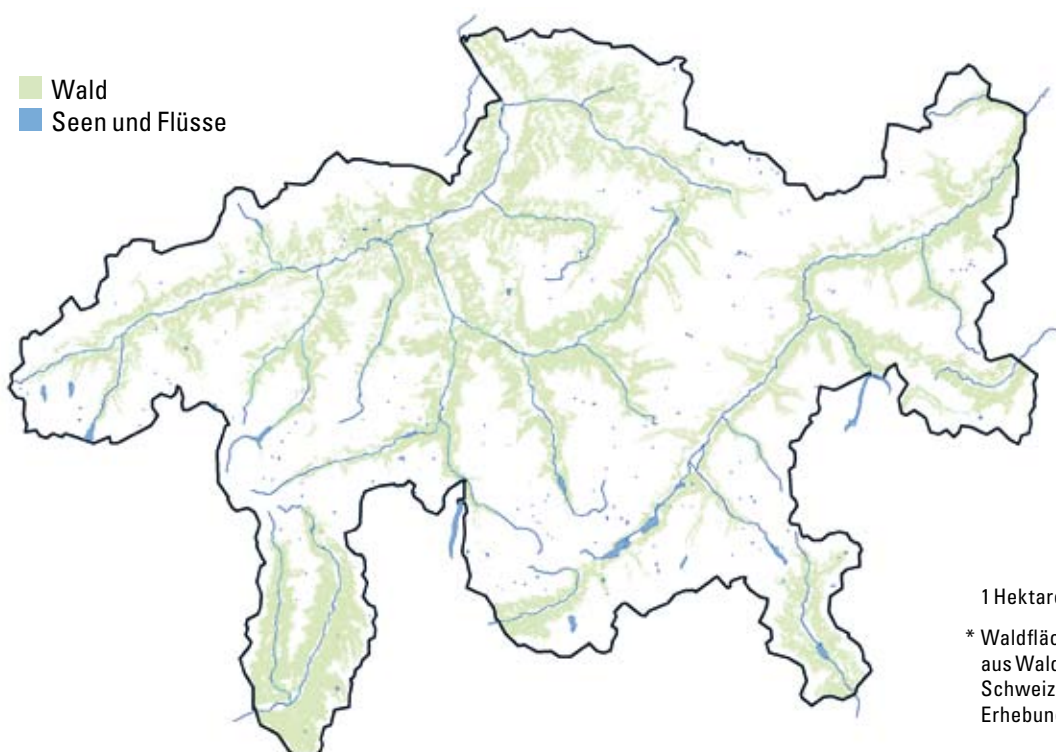 Wald
Seen und Flüsse
1 Hektare
* Waldfläc
aus Wald
Schweiz
Erhebun